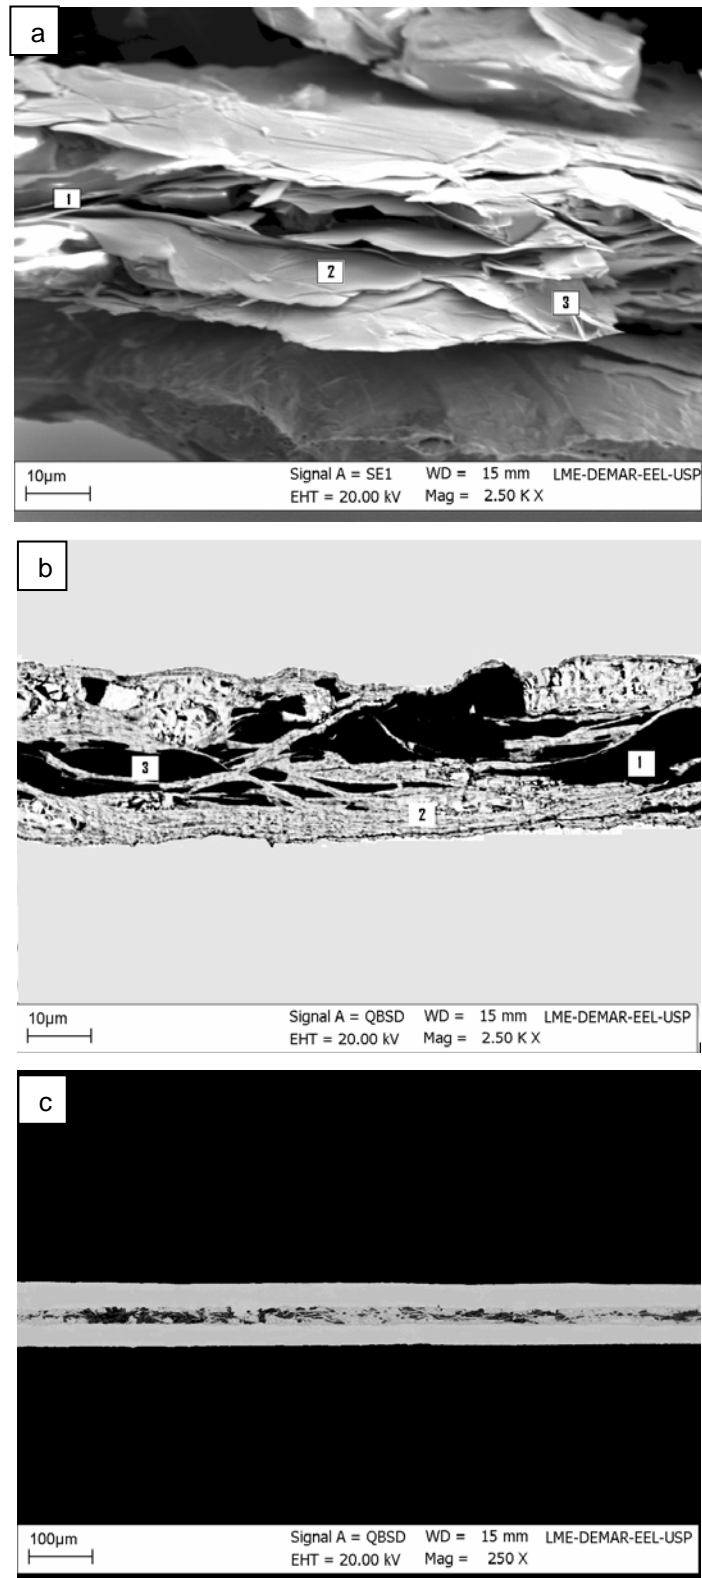 a
1
2
3
10µm
Signal A = SE1 WD = 15 mm LME-DEMAR-EEL-USP
EHT = 20.00 kV Mag = 2.50 K X
b
3
1
2
10µm
Signal A = QBSD WD = 15 mm LME-DEMAR-EEL-USP
EHT = 20.00 kV Mag = 2.50 K X
c
100µm
Signal A = QBSD WD = 15 mm LME-DEMAR-EEL-USP
EHT = 20.00 kV Mag = 250 X